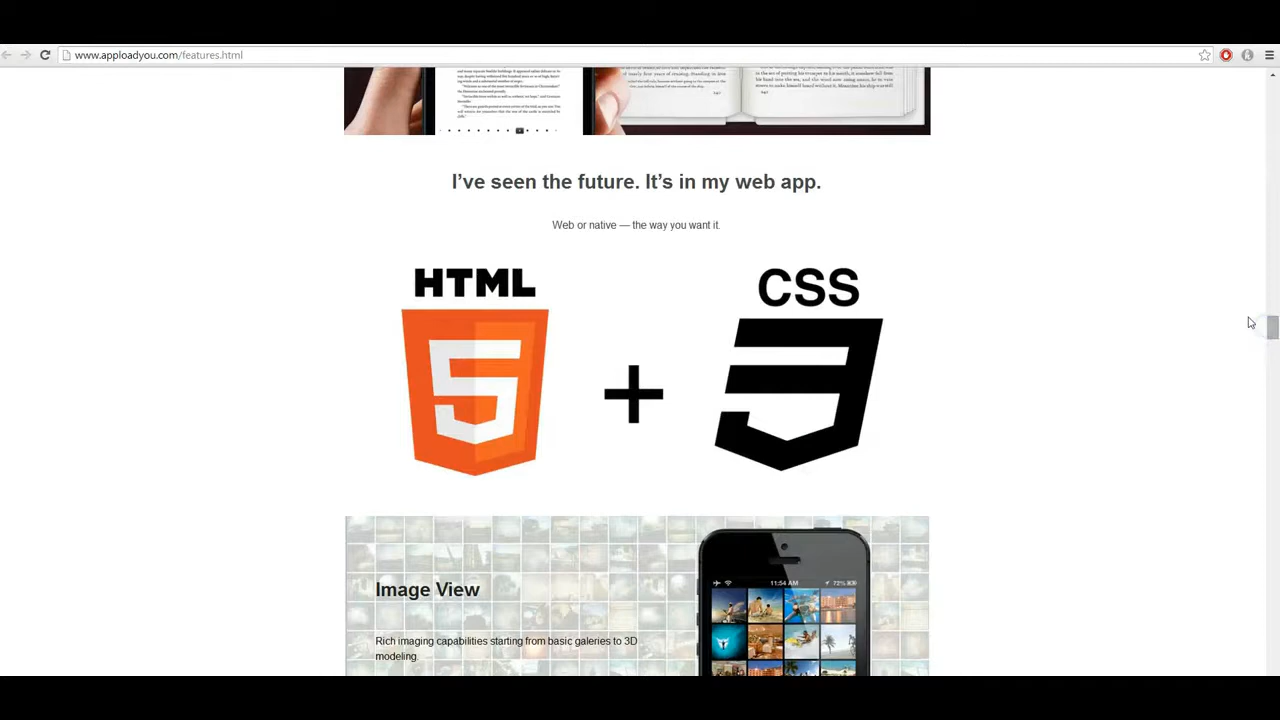 www.apploadyou.com/features.html
I've seen the future. It's in my web app.
Web or native — the way you want it.
HTML
CSS
5
+
3
11:54 AM
72%
Image View
Rich imaging capabilities starting from basic galeries to 3D
modeling.